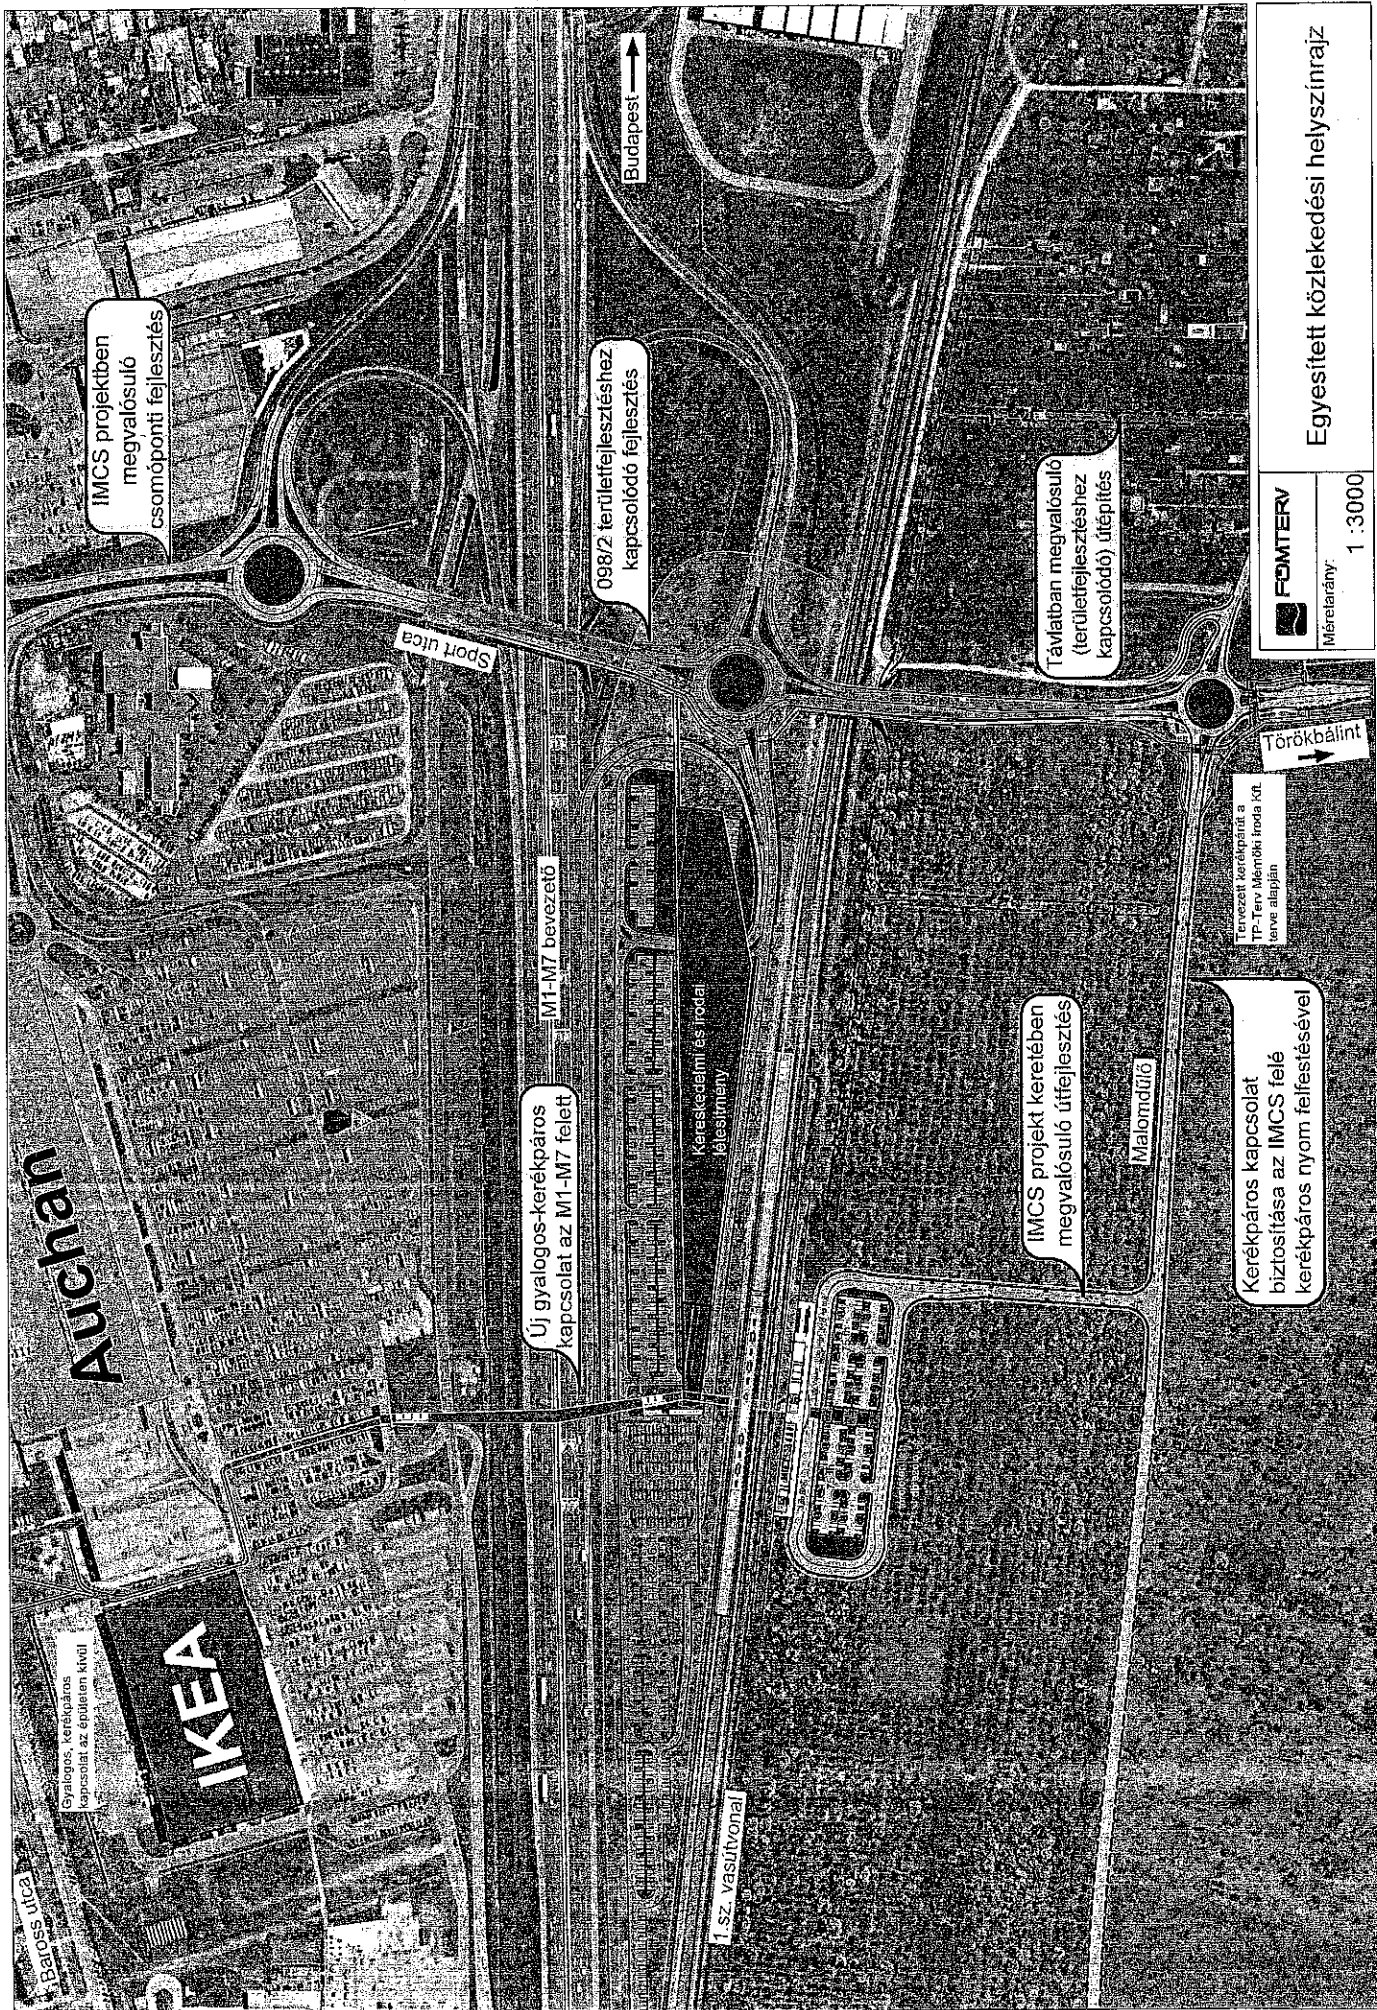 Baross utca
Gyalogos, kerékpáros
kapcsolat az épületen kívül
IKEA
Auchan
IMCS projektben
megvalósuló
csomóponti fejlesztés
Sport utca
Budapest
098/2 területfejlesztéshez
kapcsolódó fejlesztés
M1-M7 bevezető
Új gyalogos-kerékpáros
kapcsolat az M1-M7 felett
Kereskedelmi és irodai
létesítmény
1.sz. vasútvonal
Távlatban megvalósuló
(területfejlesztéshez
kapcsolódó) útépítés
IMCS projekt keretében
megvalósuló útfejlesztés
Malomdűlő
Kerékpáros kapcsolat
biztosítása az IMCS felé
kerékpáros nyom felfestésével
Tervezett kerékpárút a
TP-Terv Mérnöki Iroda Kft.
terve alapján
Törökbálint
FŐMTERV
Méretarány:
1:3000
Egyesített közlekedési helyszínrajz